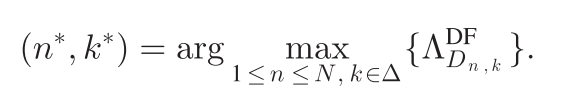 (n*, k*) = arg max_{1≤n≤N, k∈Δ} {Λ^{DF}_{D_{n,k}}}.